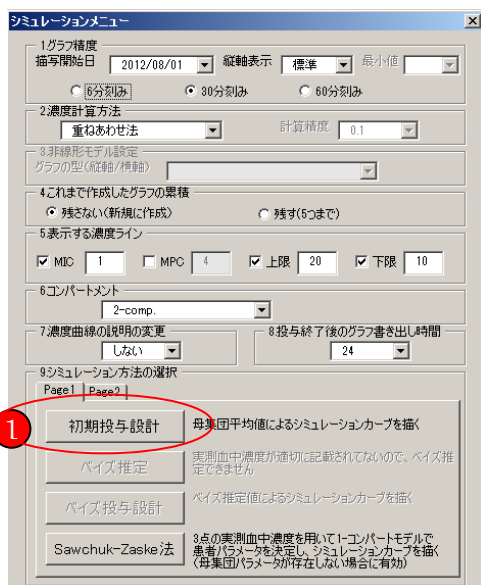 シミュレーションメニュー
1グラフ精度
描写開始日 2012/08/01 縦軸表示 標準 最小値
6分刻み 30分刻み 60分刻み
2.濃度計算方法
重ねあわせ法 計算精度 0.1
3.非線形モデル設定
グラフの型(縦軸/横軸)
4.これまで作成したグラフの累積
残さない(新規に作成) 残す(5つまで)
5.表示する濃度ライン
MIC 1 MPC 4 上限 20 下限 10
6.コンパートメント
2-comp.
7.濃度曲線の説明の変更 8.投与終了後のグラフ書き出し時間
しない 24
9.シミュレーション方法の選択
Page1 Page2
1 初期投与設計 母集団平均値によるシミュレーションカーブを描く
ベイズ推定 実測血中濃度が適切に記載されてないので、ベイズ推
定できません
ベイズ投与設計 ベイズ推定値によるシミュレーションカーブを描く
Sawchuk-Zaske法 3点の実測血中濃度を用いて1-コンパートモデルで
患者パラメータを決定し、シミュレーションカーブを描く
(母集団パラメータが存在しない場合に有効)